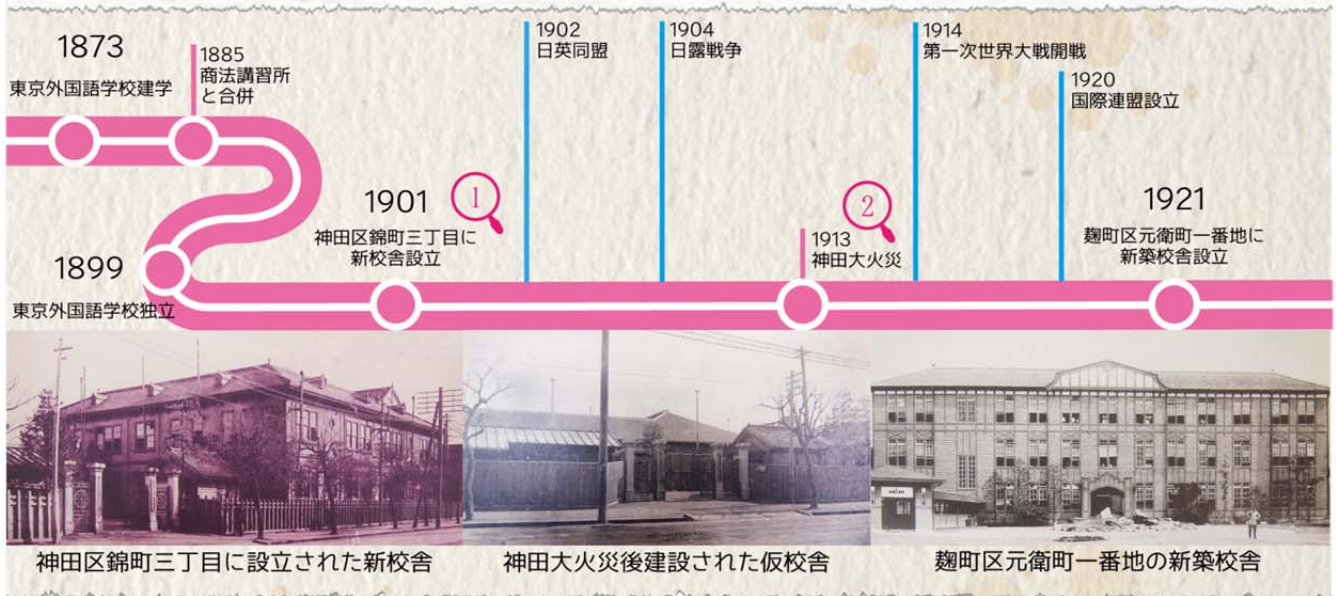 1873
東京外国語学校建学
1885
商法講習所
と合併
1899
東京外国語学校独立
1901
神田区錦町三丁目に
新校舎設立
1
1902
日英同盟
1904
日露戦争
2
1913
神田大火災
1914
第一次世界大戦開戦
1920
国際連盟設立
1921
麹町区元衛町一番地に
新築校舎設立
神田区錦町三丁目に設立された新校舎
神田大火災後建設された仮校舎
麹町区元衛町一番地の新築校舎